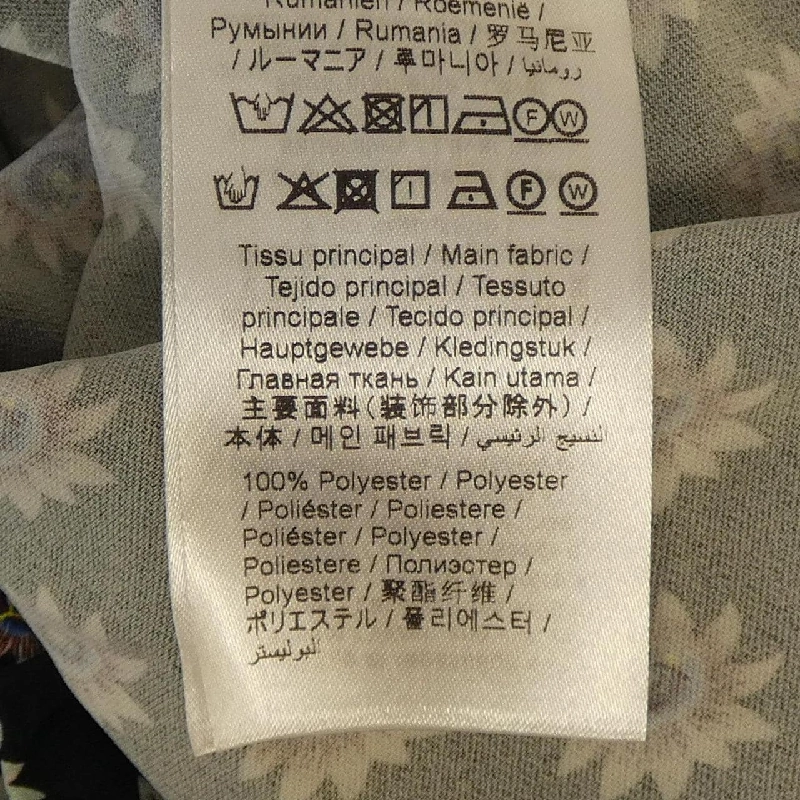 Rumänien / Roemenië /
Румынии / Rumania / 罗马尼亚
/ ルーマニア / 루마니아 / رومانيا
F W
F W
Tissu principal / Main fabric /
Tejido principal / Tessuto
principale / Tecido principal /
Hauptgewebe / Kledingstuk /
Главная ткань / Kain utama /
主要面料(装饰部分除外) /
本体 / 메인 패브릭 / النسيج الرئيسي
100% Polyester / Polyester
/ Poliéster / Poliestere /
Poliéster / Polyester /
Poliestere / Полиэстер /
Polyester / 聚酯纤维 /
ポリエステル / 폴리에스터 /
البوليستر